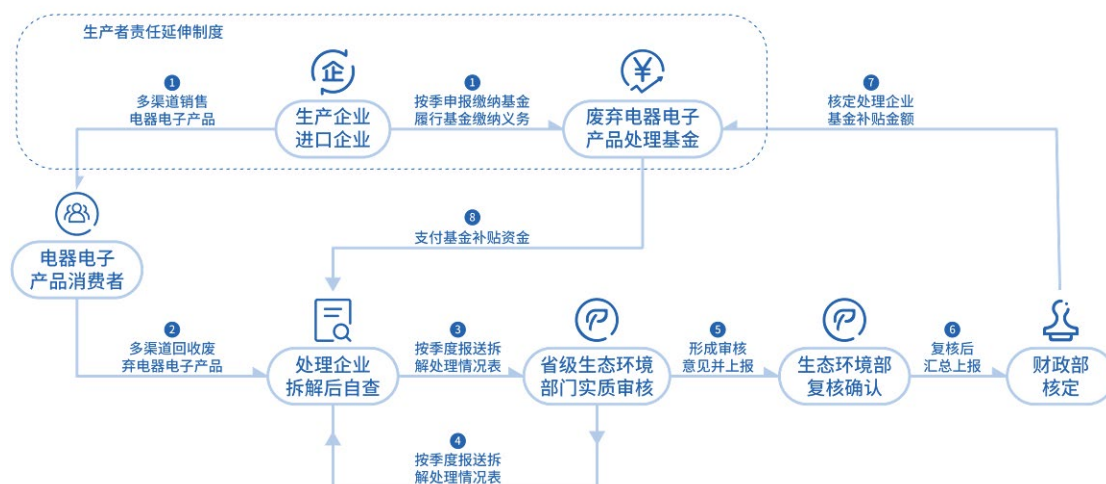 生产者责任延伸制度
企
¥
1
多渠道销售
电器电子产品
生产企业
进口企业
1
按季申报缴纳基金
履行基金缴纳义务
废弃电器电子
产品处理基金
7
核定处理企业
基金补贴金额
8
支付基金补贴资金
电器电子
产品消费者
2
多渠道回收废
弃电器电子产品
处理企业
拆解后自查
3
按季度报送拆
解处理情况表
省级生态环境
部门实质审核
5
形成审核
意见并上报
生态环境部
复核确认
6
复核后
汇总上报
财政部
核定
4
按季度报送拆
解处理情况表